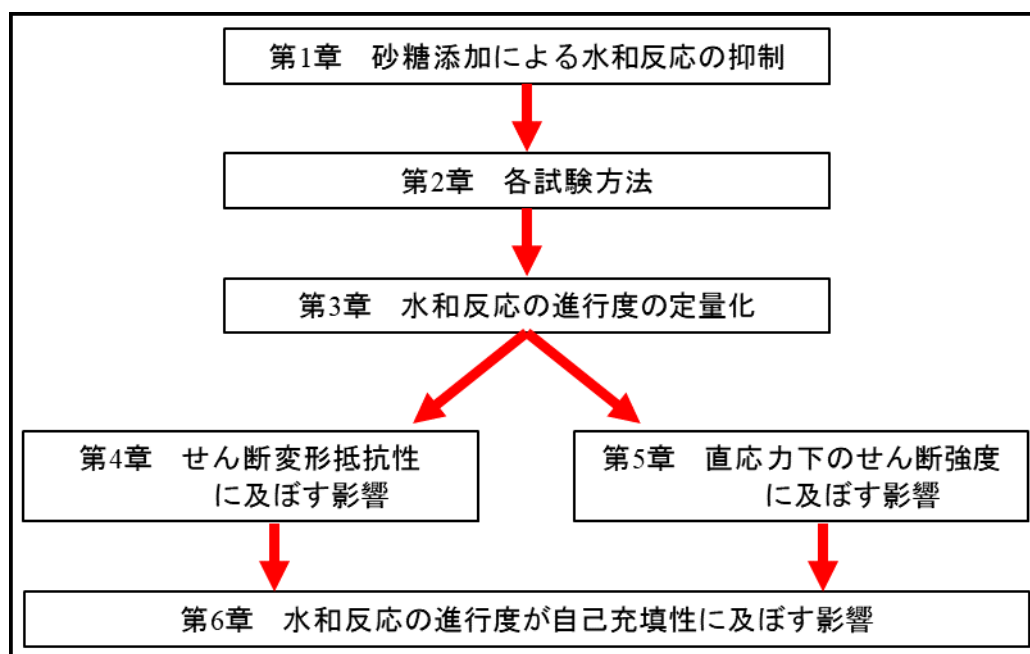 第1章　砂糖添加による水和反応の抑制
第2章　各試験方法
第3章　水和反応の進行度の定量化
第4章　せん断変形抵抗性
に及ぼす影響
第5章　直応力下のせん断強度
に及ぼす影響
第6章　水和反応の進行度が自己充填性に及ぼす影響